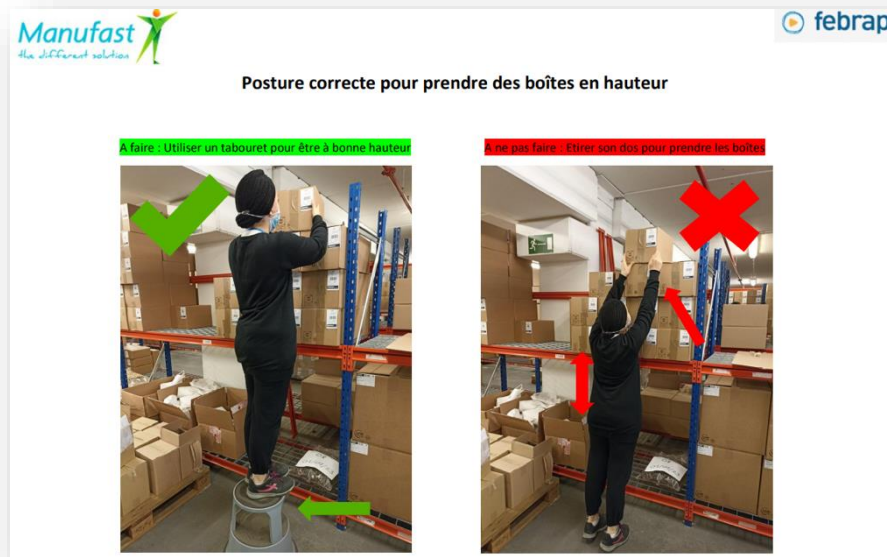 Manufast
the different solution
febrap
Posture correcte pour prendre des boîtes en hauteur
A faire : Utiliser un tabouret pour être à bonne hauteur
A ne pas faire : Etirer son dos pour prendre les boîtes